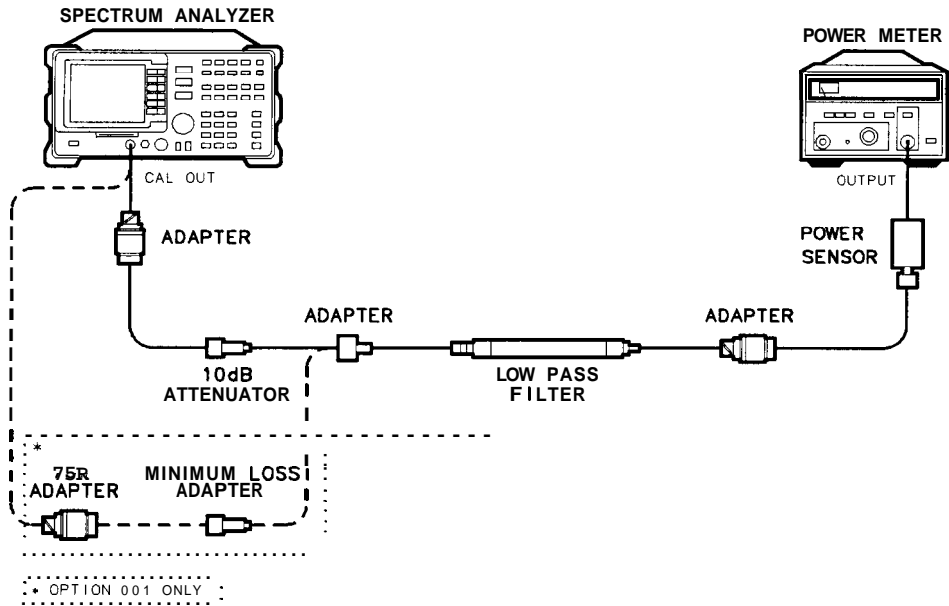 SPECTRUM ANALYZER
POWER METER
CAL OUT
OUTPUT
ADAPTER
POWER
SENSOR
ADAPTER
ADAPTER
10dB
ATTENUATOR
LOW PASS
FILTER
*
75R
ADAPTER
MINIMUM LOSS
ADAPTER
* OPTION 001 ONLY